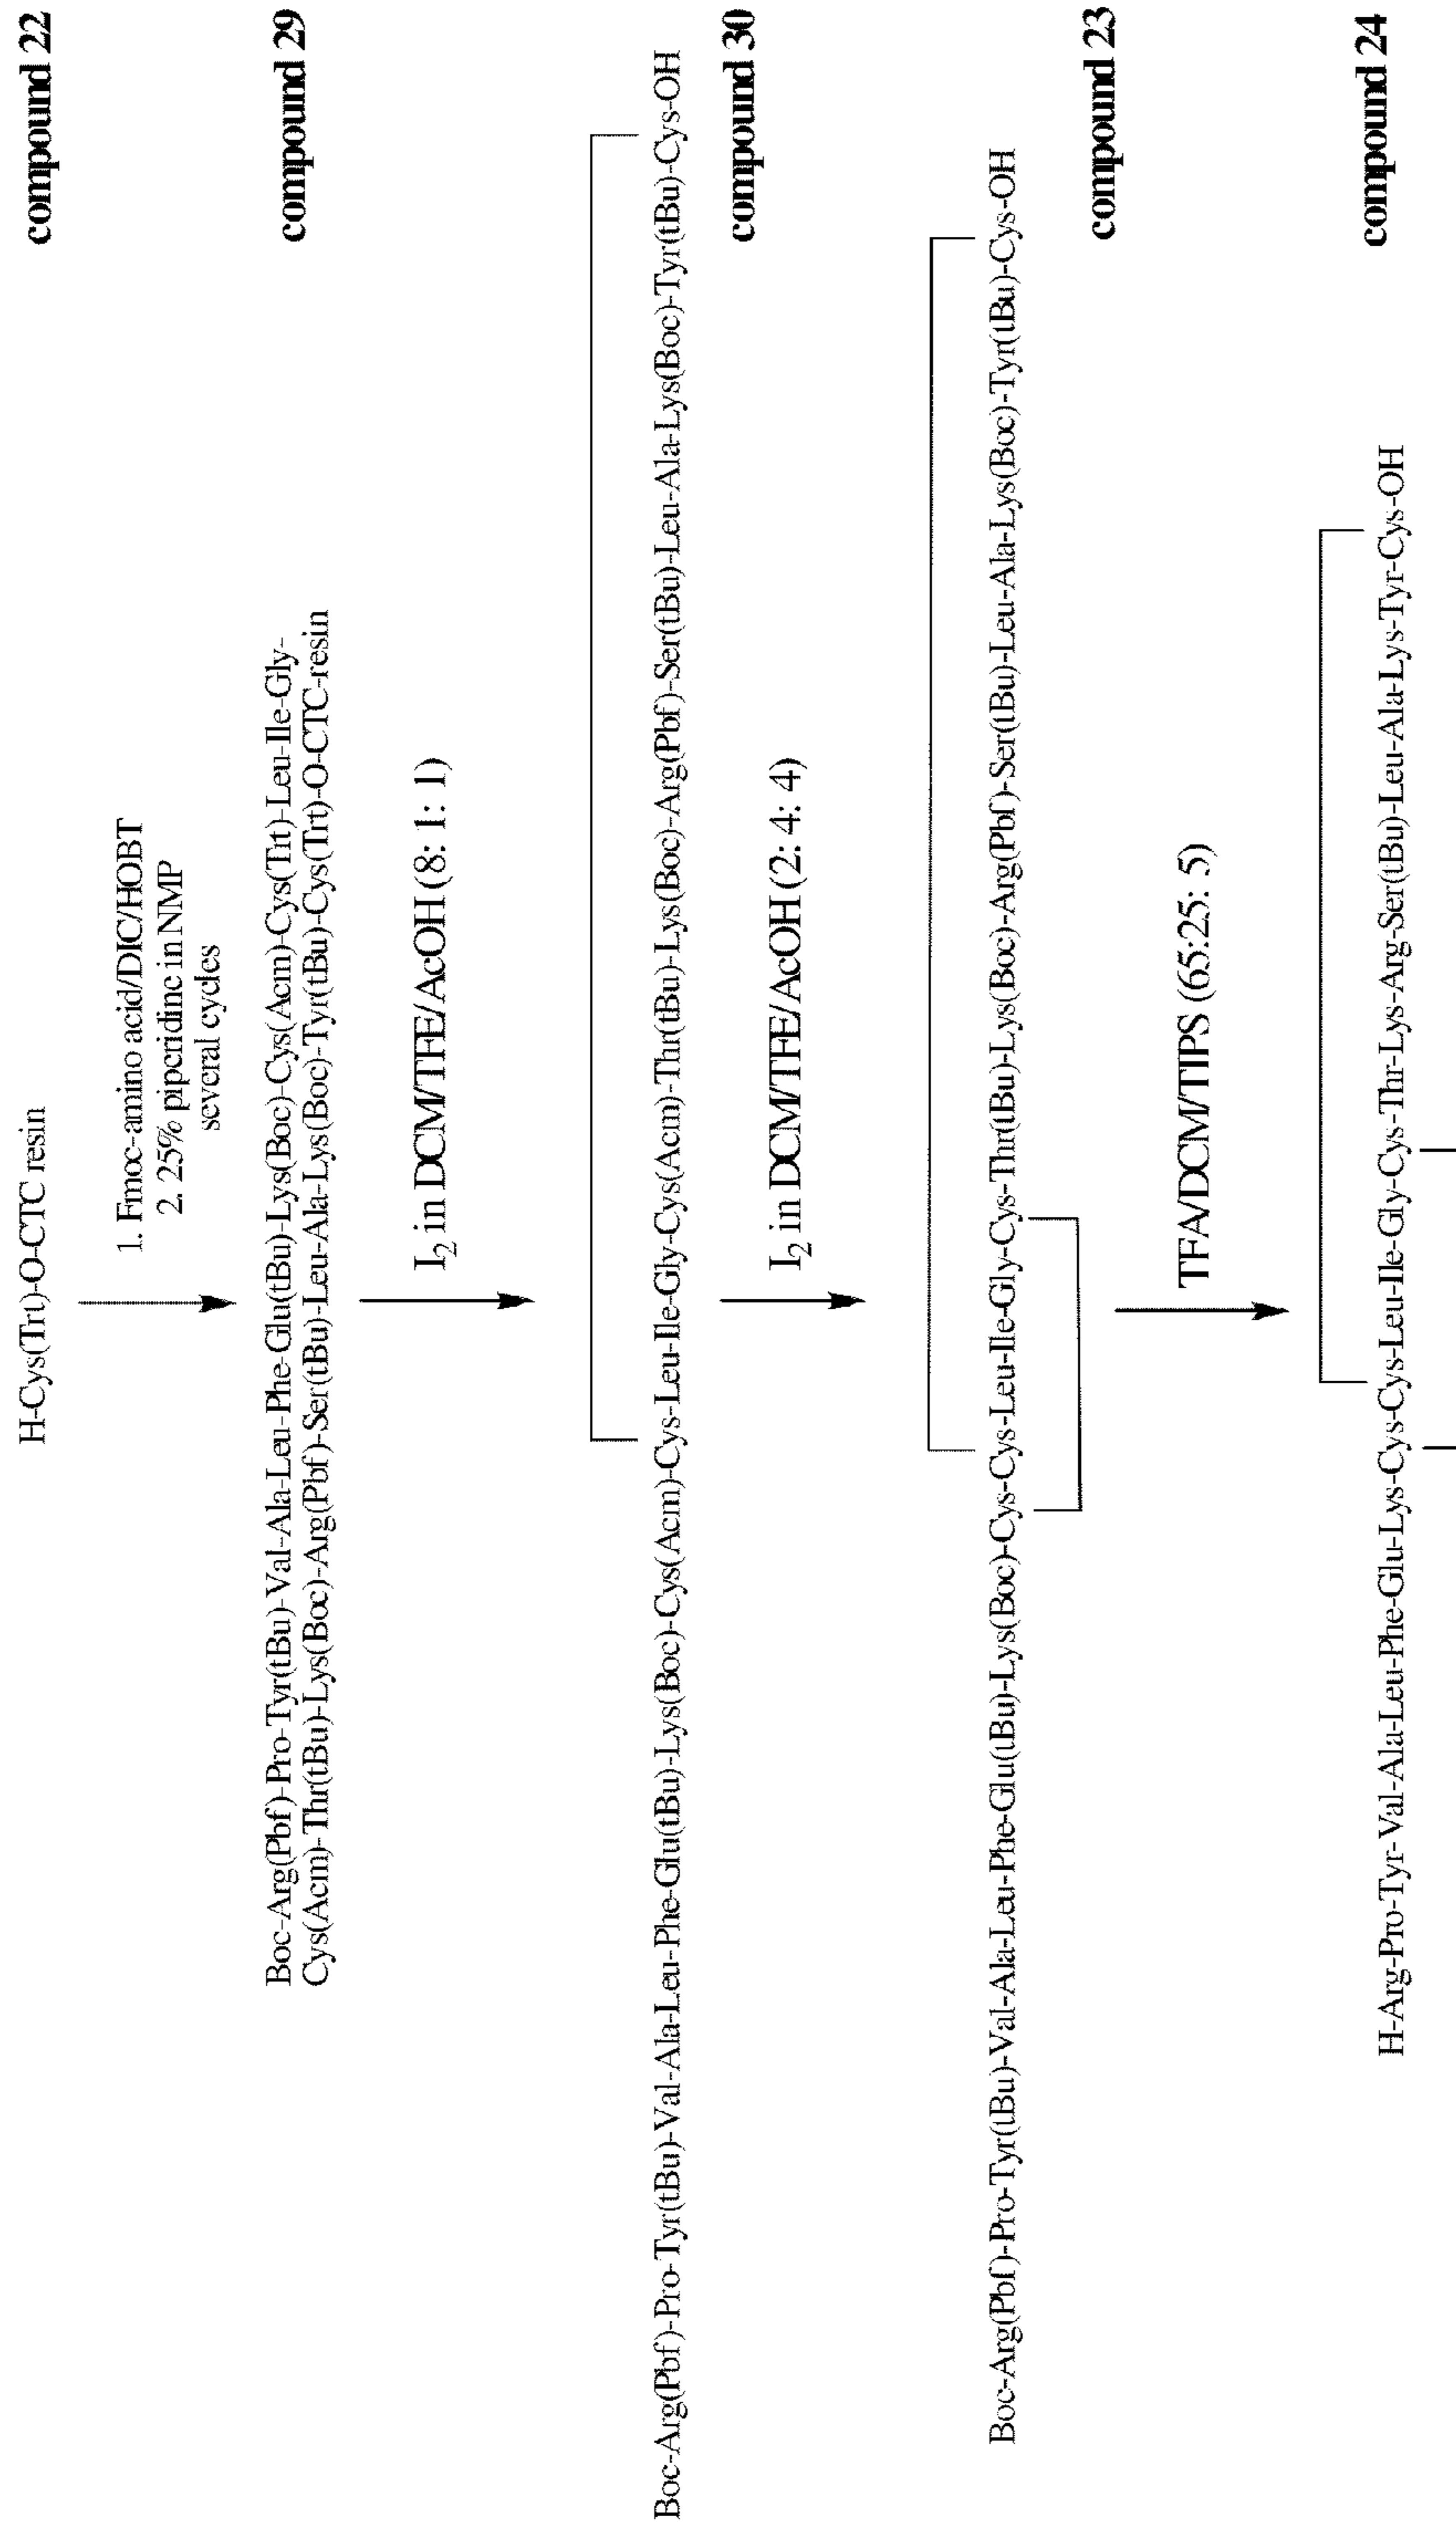 H-Cys(Trt)-O-CTC resin
compound 22
1. Fmoc-amino acid/DIC/HOBT
2. 25% piperidine in NMP
several cycles
Boc-Arg(Pbf)-Pro-Tyr(tBu)-Val-Ala-Leu-Phe-Glu(tBu)-Lys(Boc)-Cys(Acm)-Cys(Trt)-Leu-Ile-Gly-
Cys(Acm)-Thr(tBu)-Lys(Boc)-Arg(Pbf)-Ser(tBu)-Leu-Ala-Lys(Boc)-Tyr(tBu)-Cys(Trt)-O-CTC-resin
compound 29
I2 in DCM/TFE/AcOH (8: 1: 1)
Boc-Arg(Pbf)-Pro-Tyr(tBu)-Val-Ala-Leu-Phe-Glu(tBu)-Lys(Boc)-Cys(Acm)-Cys-Leu-Ile-Gly-Cys(Acm)-Thr(tBu)-Lys(Boc)-Arg(Pbf)-Ser(tBu)-Leu-Ala-Lys(Boc)-Tyr(tBu)-Cys-OH
compound 30
I2 in DCM/TFE/AcOH (2: 4: 4)
Boc-Arg(Pbf)-Pro-Tyr(tBu)-Val-Ala-Leu-Phe-Glu(tBu)-Lys(Boc)-Cys-Cys-Leu-Ile-Gly-Cys-Thr(tBu)-Lys(Boc)-Arg(Pbf)-Ser(tBu)-Leu-Ala-Lys(Boc)-Tyr(tBu)-Cys-OH
compound 23
TFA/DCM/TIPS (65:25: 5)
H-Arg-Pro-Tyr-Val-Ala-Leu-Phe-Glu-Lys-Cys-Cys-Leu-Ile-Gly-Cys-Thr-Lys-Arg-Ser(tBu)-Leu-Ala-Lys-Tyr-Cys-OH
compound 24